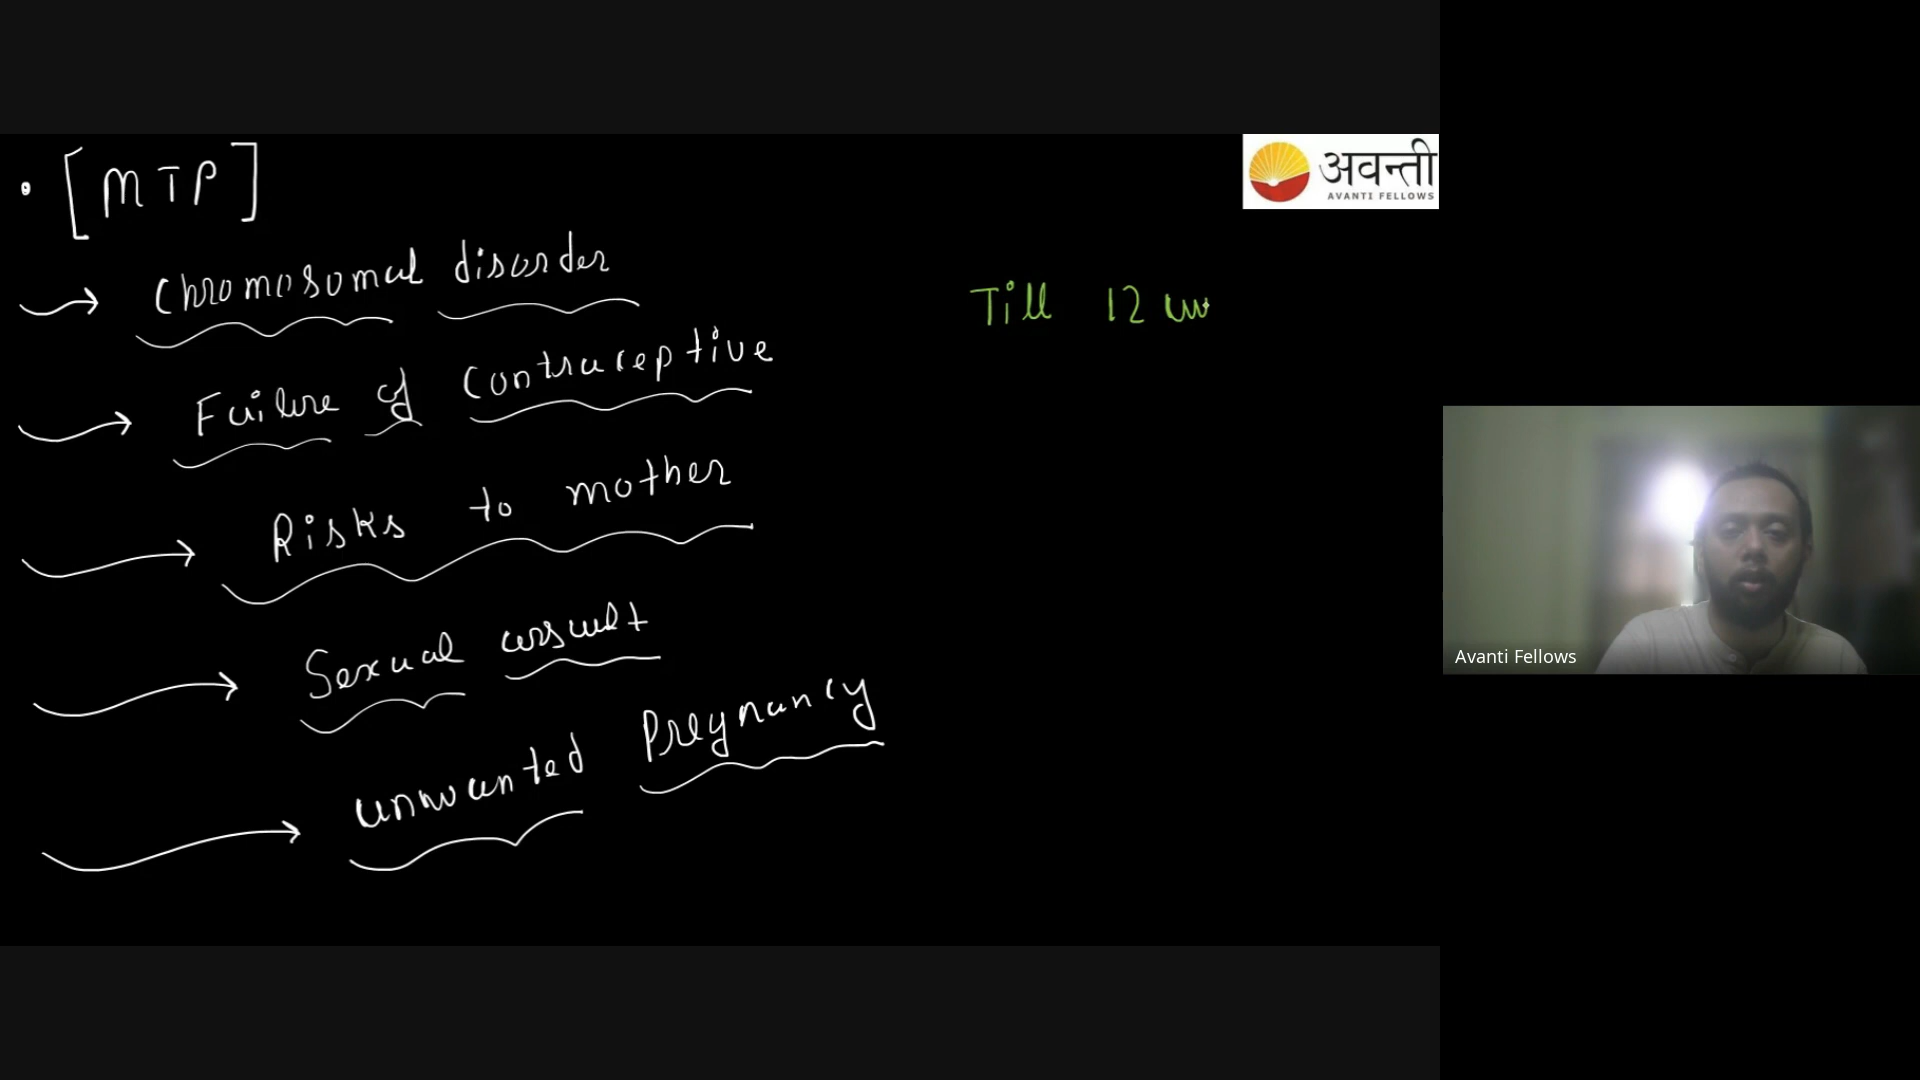 • [MTP]
अवन्ती
AVANTI FELLOWS
→ Chromosomal disorder
Till 12 w
→ Failure of Contraceptive
→ Risks to mother
→ Sexual assult
→ unwanted Pregnancy
Avanti Fellows